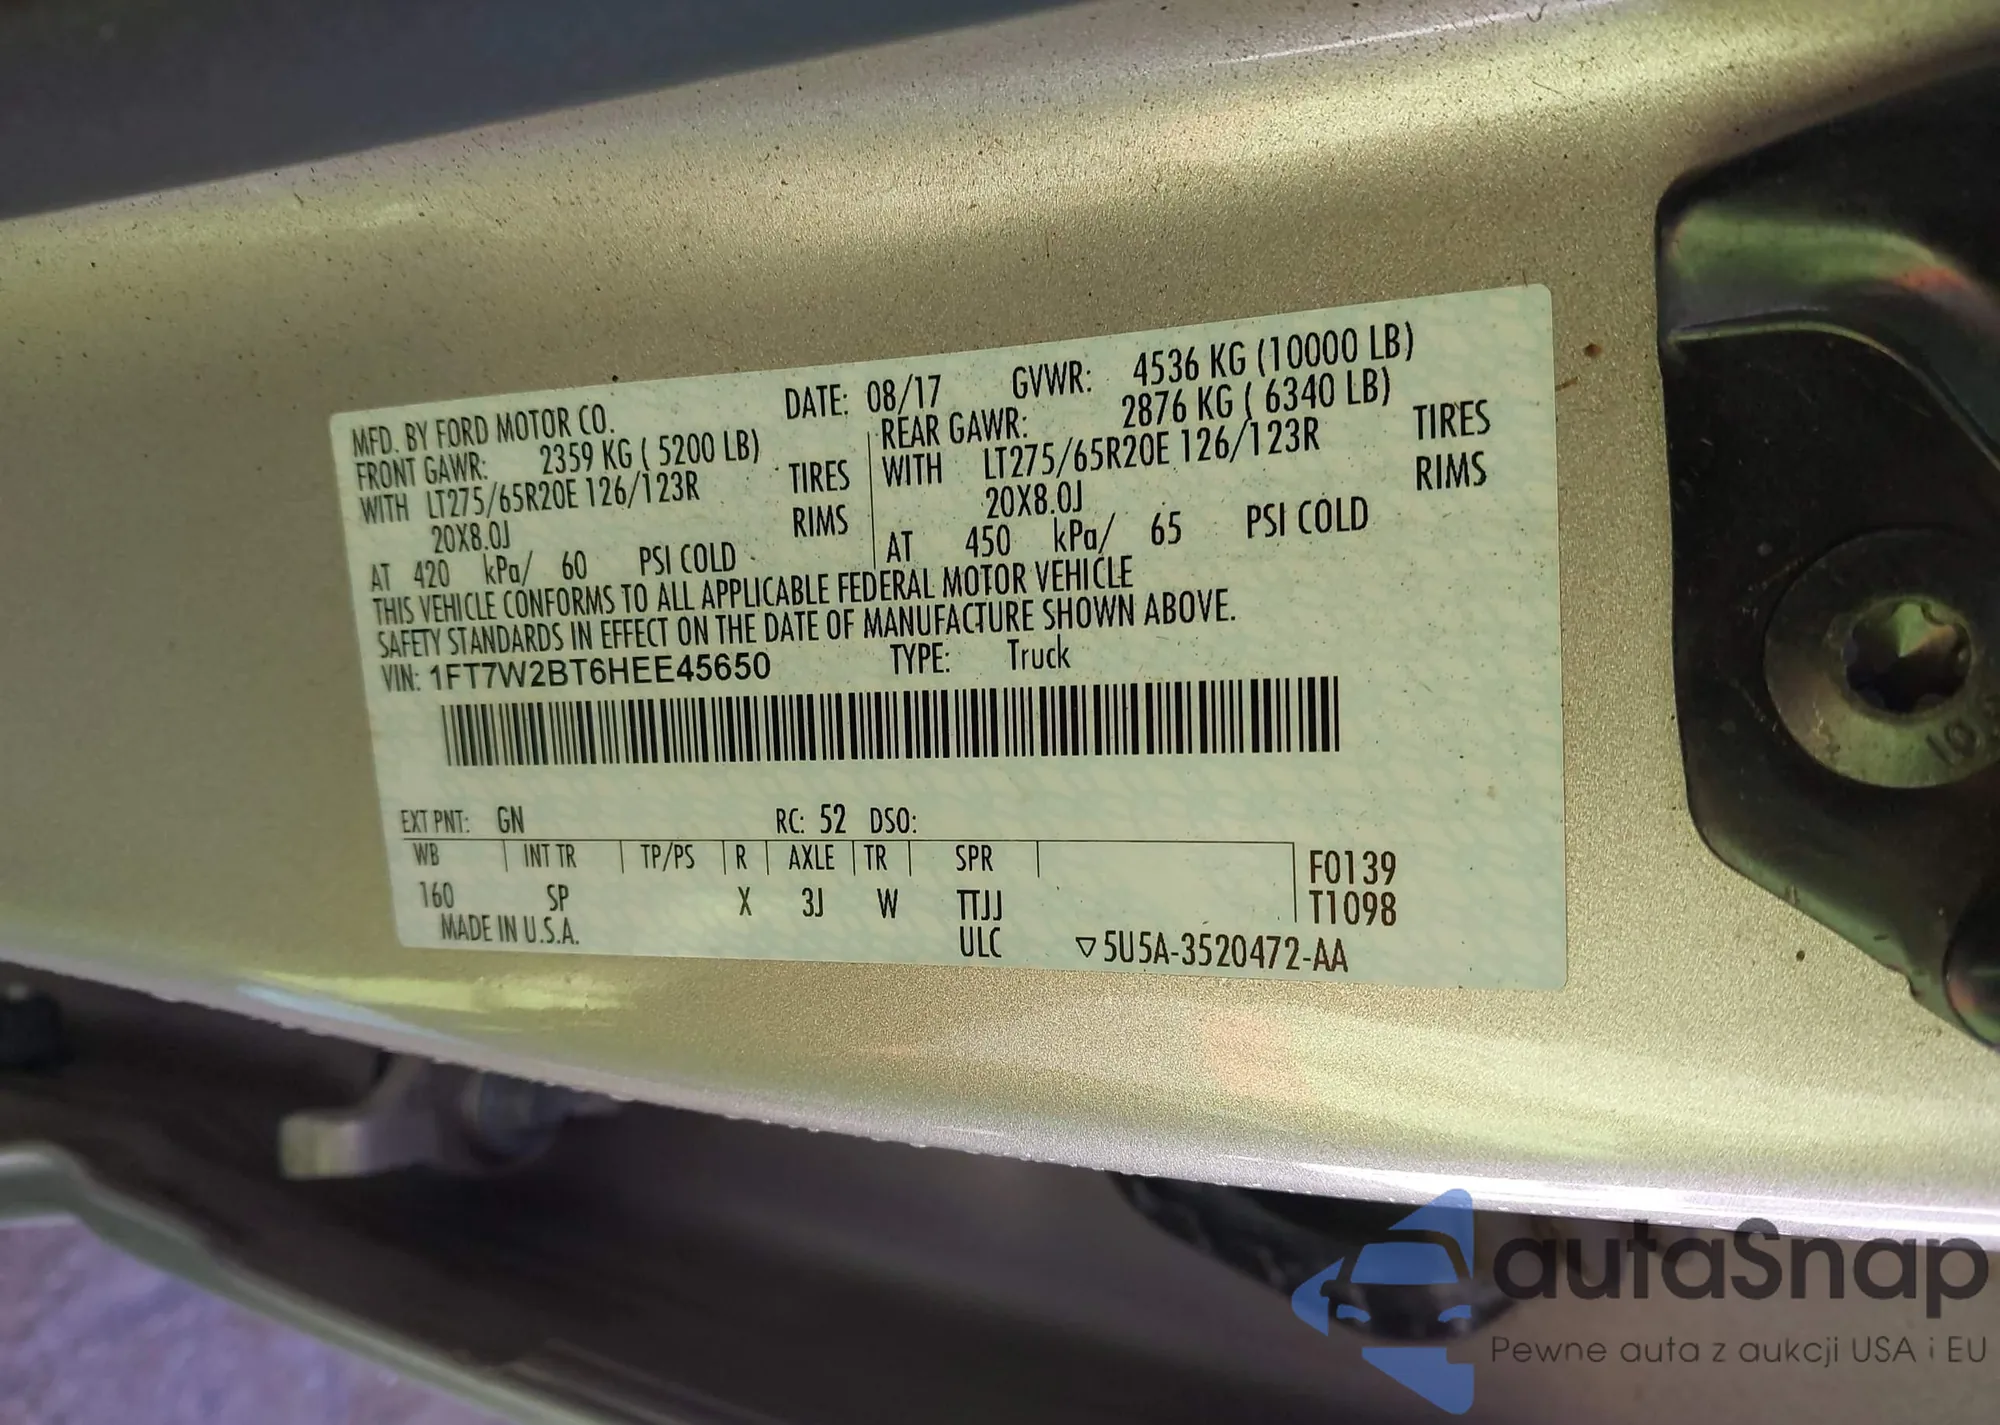 MFD. BY FORD MOTOR CO. DATE: 08/17 GVWR: 4536 KG (10000 LB)
FRONT GAWR: 2359 KG ( 5200 LB) REAR GAWR: 2876 KG ( 6340 LB)
WITH LT275/65R20E 126/123R TIRES WITH LT275/65R20E 126/123R TIRES
20X8.0J RIMS 20X8.0J RIMS
AT 420 kPa/ 60 PSI COLD AT 450 kPa/ 65 PSI COLD
THIS VEHICLE CONFORMS TO ALL APPLICABLE FEDERAL MOTOR VEHICLE
SAFETY STANDARDS IN EFFECT ON THE DATE OF MANUFACTURE SHOWN ABOVE.
VIN: 1FT7W2BT6HEE45650 TYPE: Truck
EXT PNT: GN RC: 52 DSO:
WB INT TR TP/PS R AXLE TR SPR F0139
160 SP X 3J W TTJJ T1098
MADE IN U.S.A. ULC ▽5U5A-3520472-AA
autaSnap
Pewne auta z aukcji USA i EU